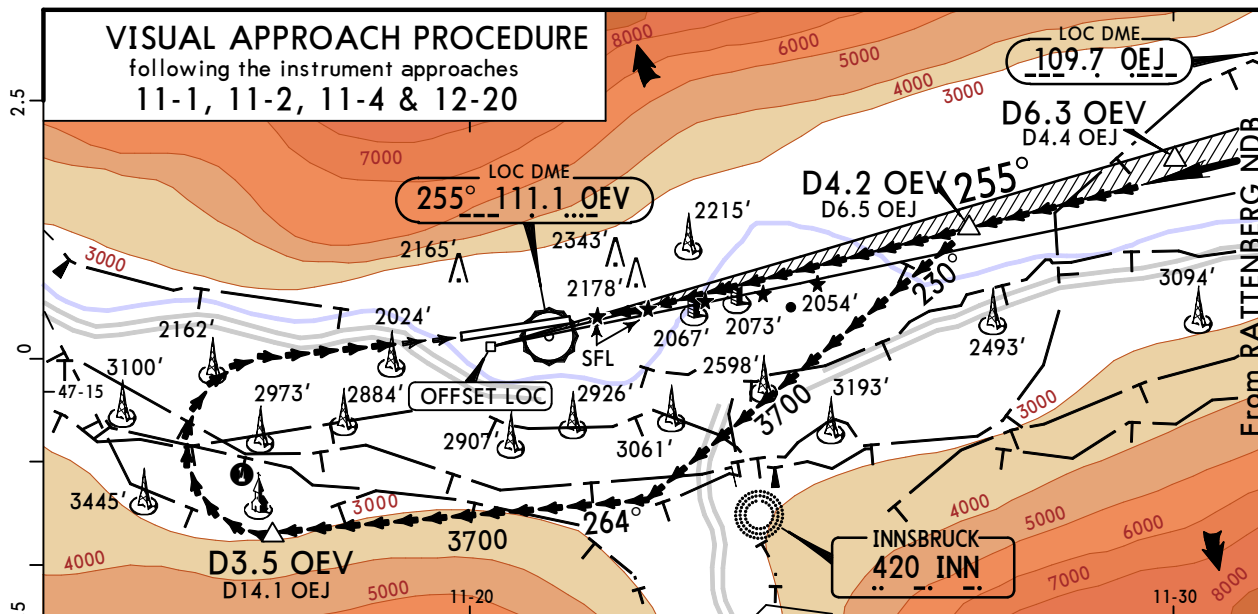 VISUAL APPROACH PROCEDURE
following the instrument approaches
11-1, 11-2, 11-4 & 12-20
8000
6000
5000
4000
3000
LOC DME
109.7 OEJ
2.5
D6.3 OEV
D4.4 OEJ
7000
LOC DME
255° 111.1 OEV
D4.2 OEV
D6.5 OEJ
255°
From RATTENBERG NDB
2215'
2165'
2343'
3000
230°
3094'
2178'
2054'
2024'
2162'
2067'
2073'
2493'
0
SFL
3100'
47-15
2598'
2973'
2884'
OFFSET LOC
2926'
3193'
3000
3700
2907'
3061'
3445'
3000
264°
4000
3700
5000
INNSBRUCK
420 INN
6000
4000
D3.5 OEV
D14.1 OEJ
5000
7000
8000
11-20
11-30
5